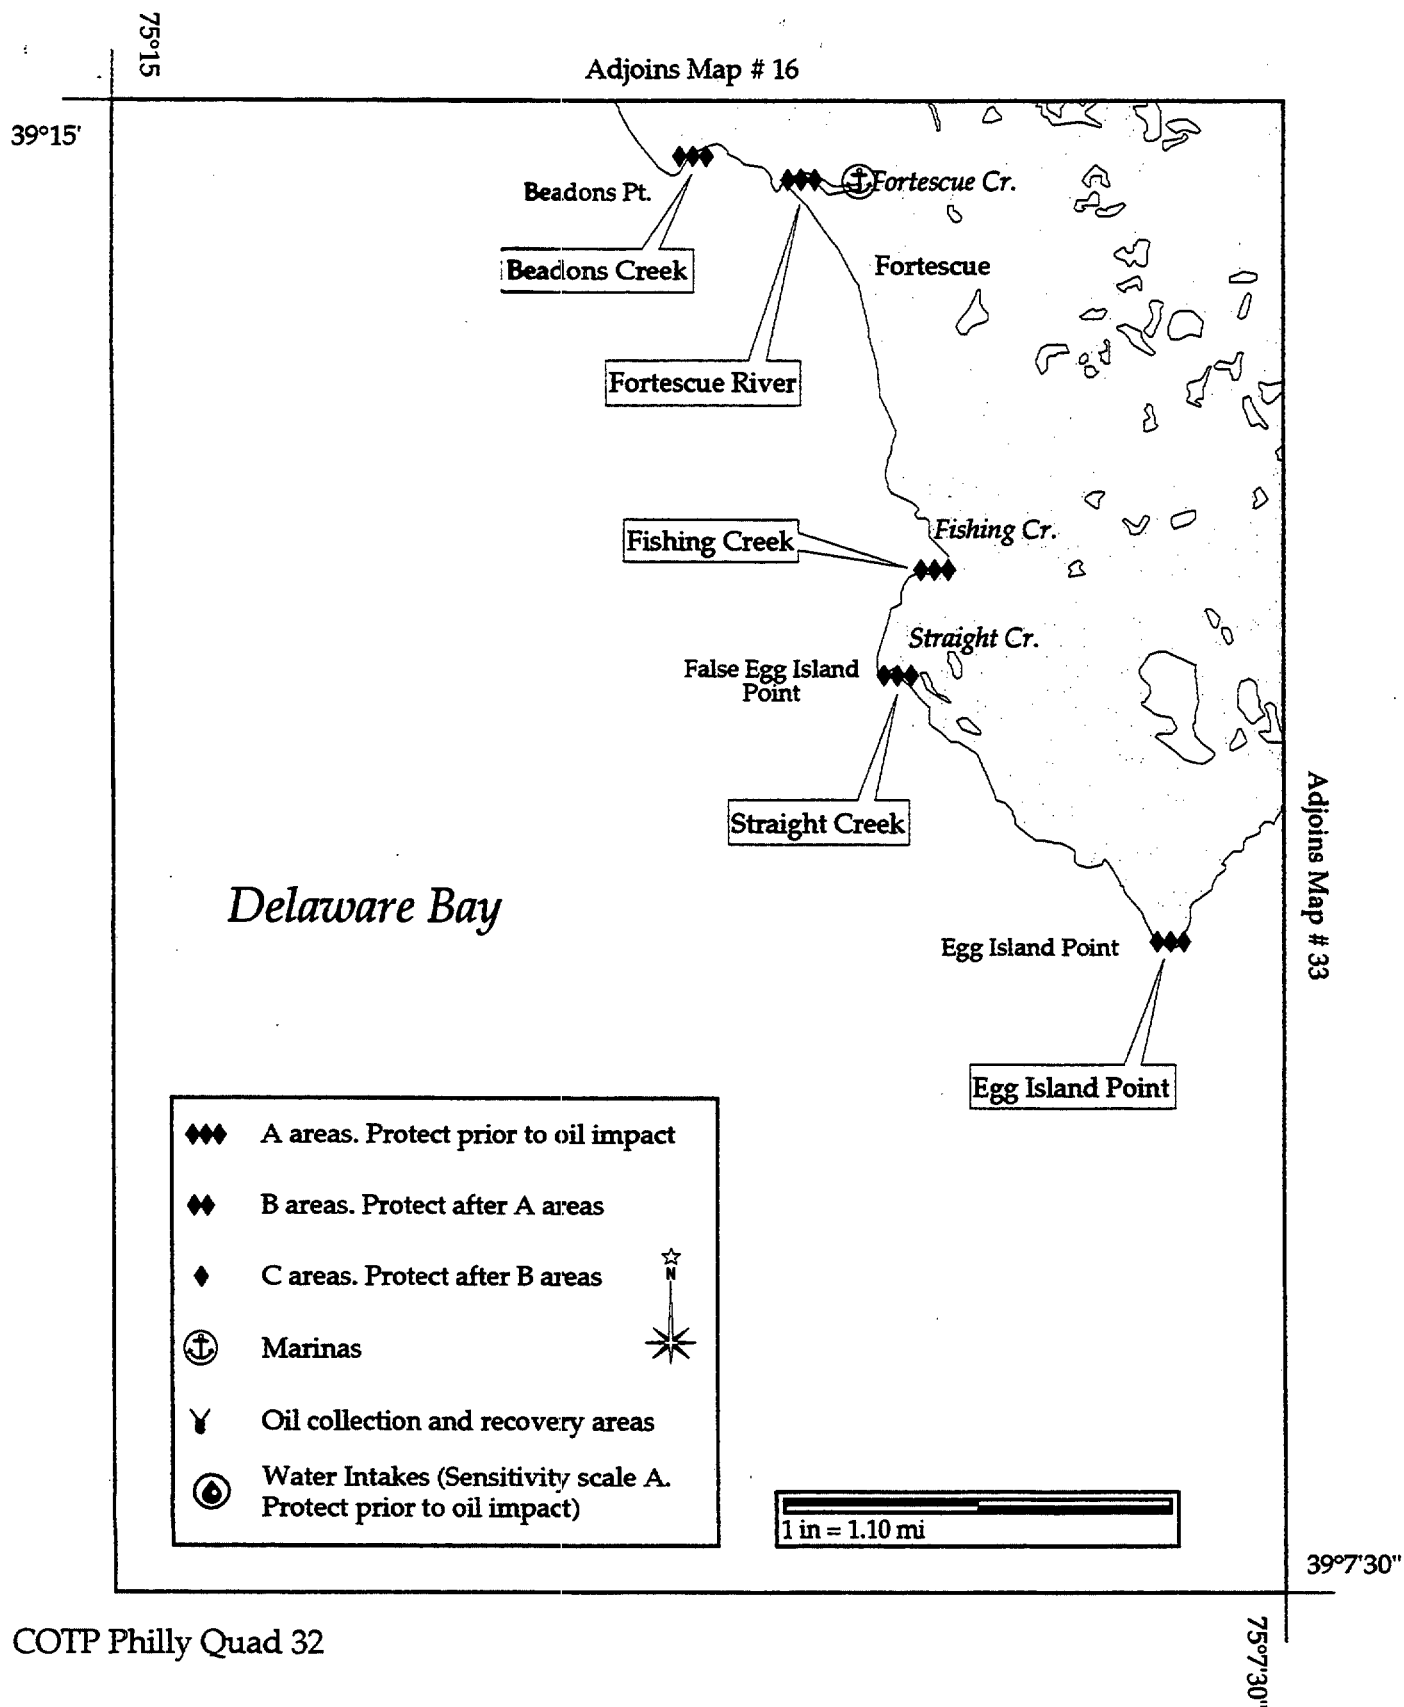 75°15
Adjoins Map # 16
39°15'
Beadons Pt.
Fortescue Cr.
Beadons Creek
Fortescue
Fortescue River
Fishing Cr.
Fishing Creek
Straight Cr.
False Egg Island
Point
Straight Creek
Adjoins Map # 33
Delaware Bay
Egg Island Point
Egg Island Point
A areas. Protect prior to oil impact
B areas. Protect after A areas
C areas. Protect after B areas
N
Marinas
Oil collection and recovery areas
Water Intakes (Sensitivity scale A.
Protect prior to oil impact)
1 in = 1.10 mi
39°7'30"
COTP Philly Quad 32
75°7'30"